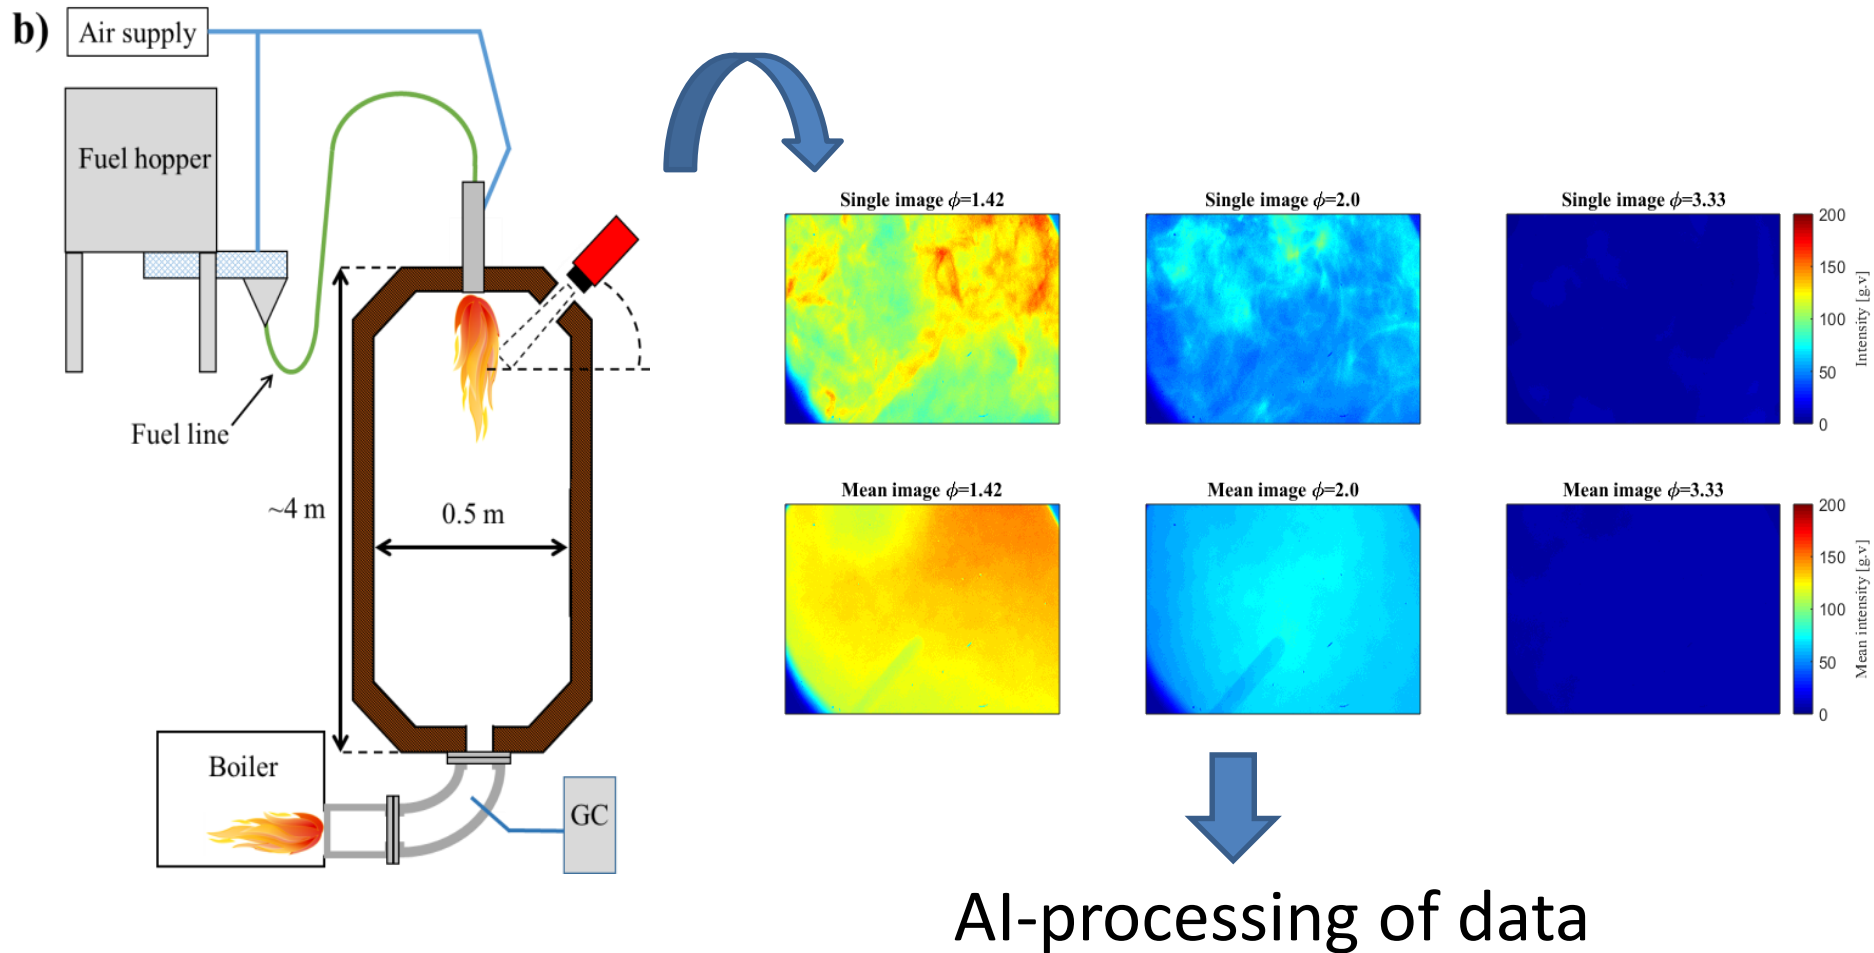 b)
Air supply
Fuel hopper
Fuel line
~4 m
0.5 m
Boiler
GC
Single image ϕ=1.42
Single image ϕ=2.0
Single image ϕ=3.33
200
150
100
50
0
Intensity [g.v]
Mean image ϕ=1.42
Mean image ϕ=2.0
Mean image ϕ=3.33
200
150
100
50
0
Mean intensity [g.v]
AI-processing of data